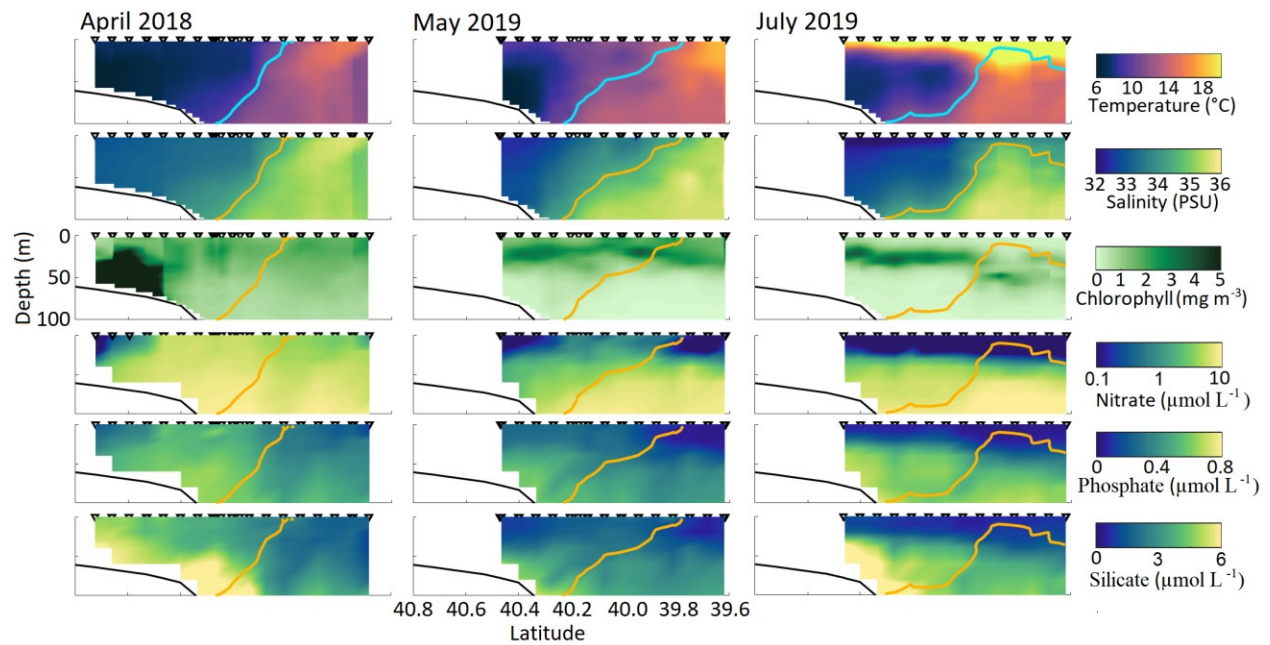 April 2018
May 2019
July 2019
6 10 14 18
Temperature (°C)
32 33 34 35 36
Salinity (PSU)
Depth (m)
0
50
100
0 1 2 3 4 5
Chlorophyll (mg m-3)
0.1 1 10
Nitrate (µmol L-1)
0 0.4 0.8
Phosphate (µmol L-1)
0 3 6
Silicate (µmol L-1)
40.8 40.6 40.4 40.2 40.0 39.8 39.6
Latitude